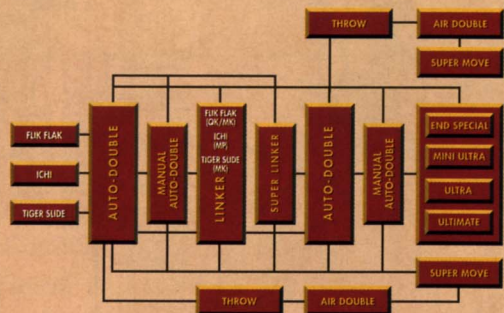 THROW
AIR DOUBLE
SUPER MOVE
FLIK FLAK
ICHI
TIGER SLIDE
AUTO-DOUBLE
MANUAL
AUTO-DOUBLE
FLIK FLAK
(QK/MK)
ICHI
(MP)
TIGER SLIDE
(MK)
LINKER
SUPER LINKER
AUTO-DOUBLE
MANUAL
AUTO-DOUBLE
END SPECIAL
MINI ULTRA
ULTRA
ULTIMATE
SUPER MOVE
THROW
AIR DOUBLE